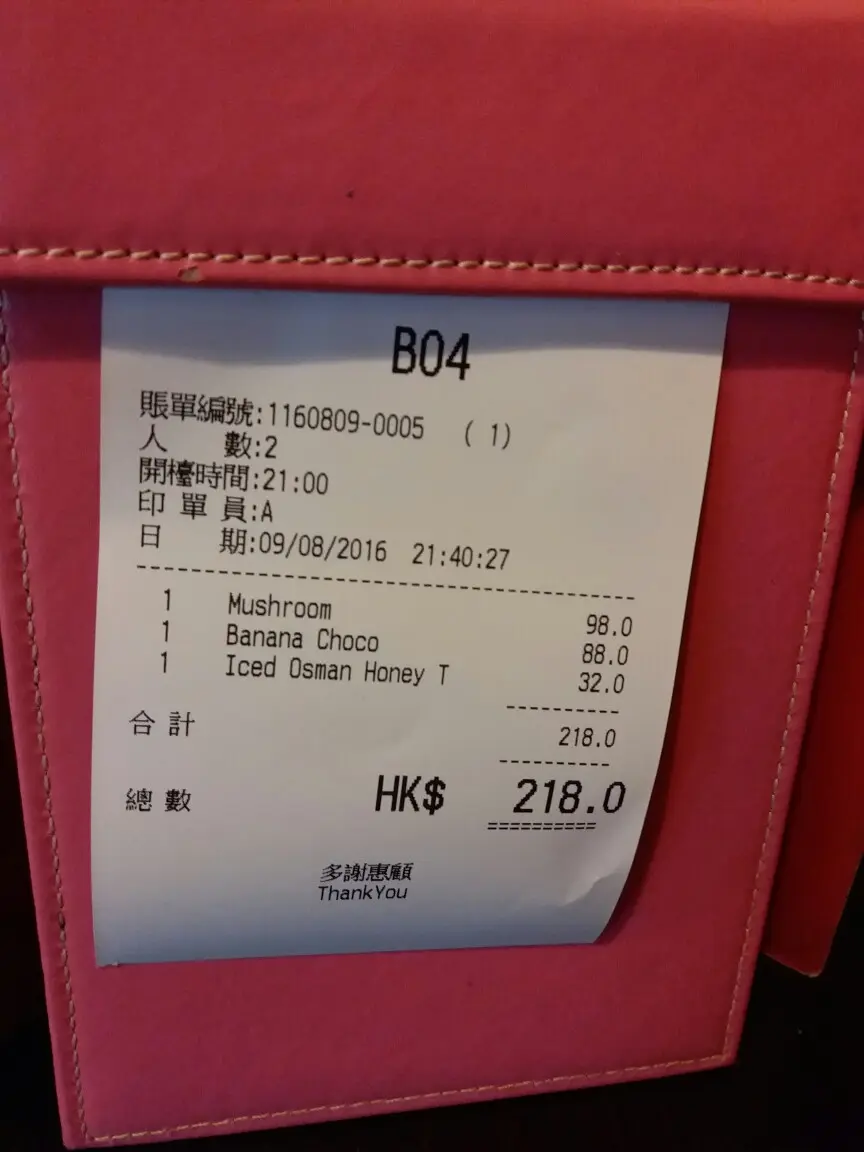 B04
賬單編號:1160809-0005 ( 1)
人 數:2
開檯時間:21:00
印 單 員:A
日 期:09/08/2016 21:40:27
1 Mushroom 98.0
1 Banana Choco 88.0
1 Iced Osman Honey T 32.0
合 計 218.0
總 數 HK$ 218.0
多謝惠顧
ThankYou